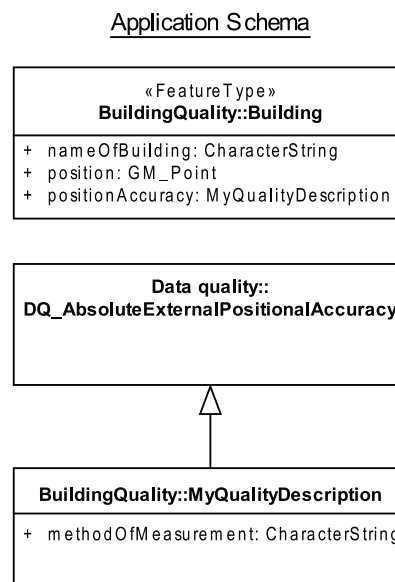 Application Schema
«FeatureType»
BuildingQuality::Building
+ nameOfBuilding: CharacterString
+ position: GM_Point
+ positionAccuracy: MyQualityDescription
Data quality::
DQ_AbsoluteExternalPositionalAccuracy
BuildingQuality::MyQualityDescription
+ methodOfMeasurement: CharacterString